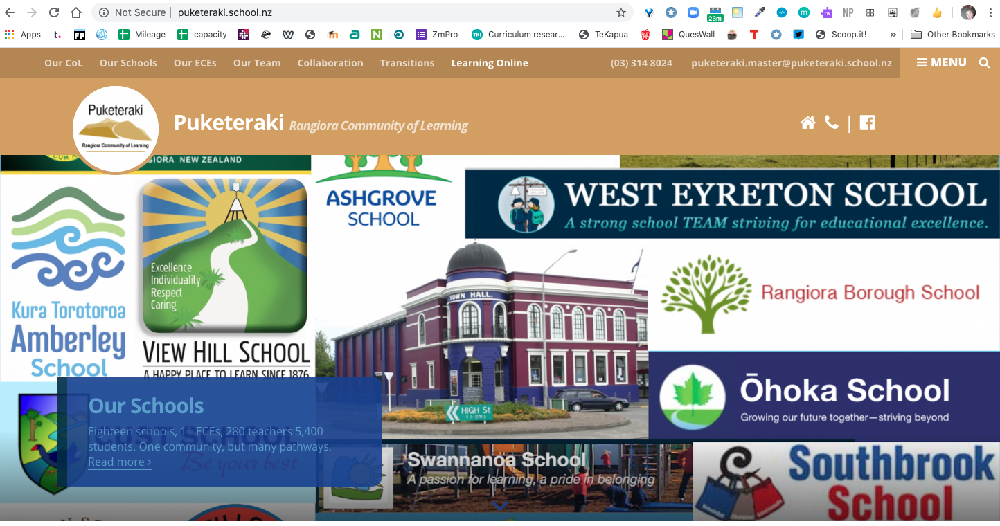 Not Secure | puketeraki.school.nz
23m
rw
m
NP
Apps
t.
FP
Mileage
capacity
ZmPro
TKI
Curriculum resear...
TeKapua
QuesWall
Scoop.it!
»
Other Bookmarks
Our CoL
Our Schools
Our ECEs
Our Team
Collaboration
Transitions
Learning Online
(03) 314 8024
puketeraki.master@puketeraki.school.nz
MENU
Puketeraki
Rangiora Community of Learning
Puketeraki Rangiora Community of Learning
CUM
GIORA NEW ZEALAND
ASHGROVE
SCHOOL
WEST EYRETON SCHOOL
A strong school TEAM striving for educational excellence.
Kura Torotoroa
Amberley
School
Excellence
Individuality
Respect
Caring
VIEW HILL SCHOOL
A HAPPY PLACE TO LEARN SINCE 1876
TOWN HALL.
HIGH St
Rangiora Borough School
Ōhoka School
Growing our future together—striving beyond
Our Schools
Eighteen schools, 11 ECEs, 280 teachers 5,400
students. One community, but many pathways.
Read more >
Be your best
Swannanoa School
A passion for learning, a pride in belonging
Southbrook
School